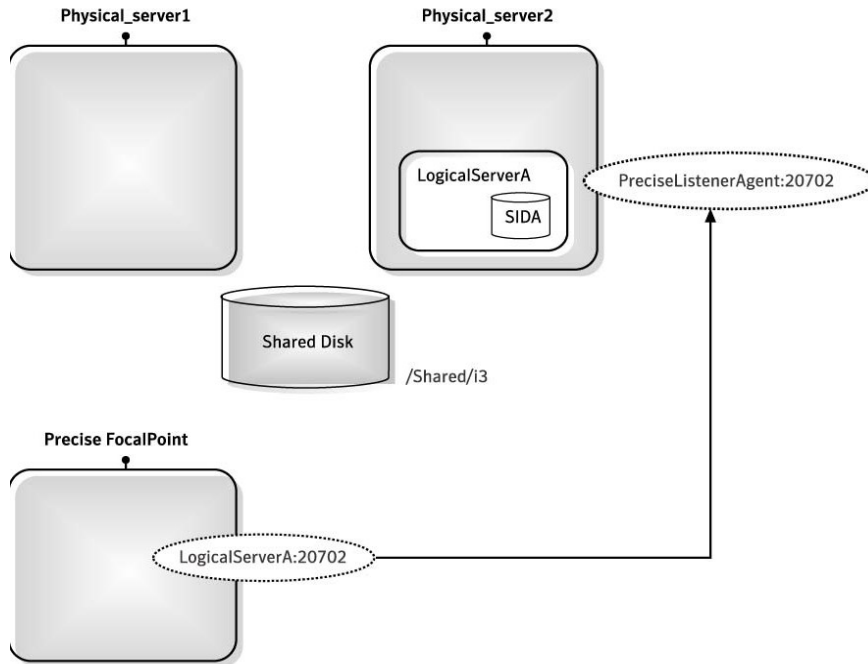 Physical_server1
Physical_server2
LogicalServerA
SIDA
PreciseListenerAgent:20702
Shared Disk
/Shared/i3
Precise FocalPoint
LogicalServerA:20702